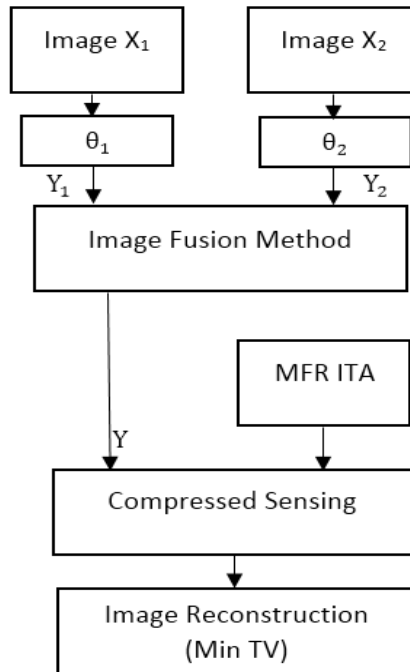 Image X₁
Image X₂
θ₁
θ₂
Y₁
Y₂
Image Fusion Method
MFR ITA
Y
Compressed Sensing
Image Reconstruction
(Min TV)